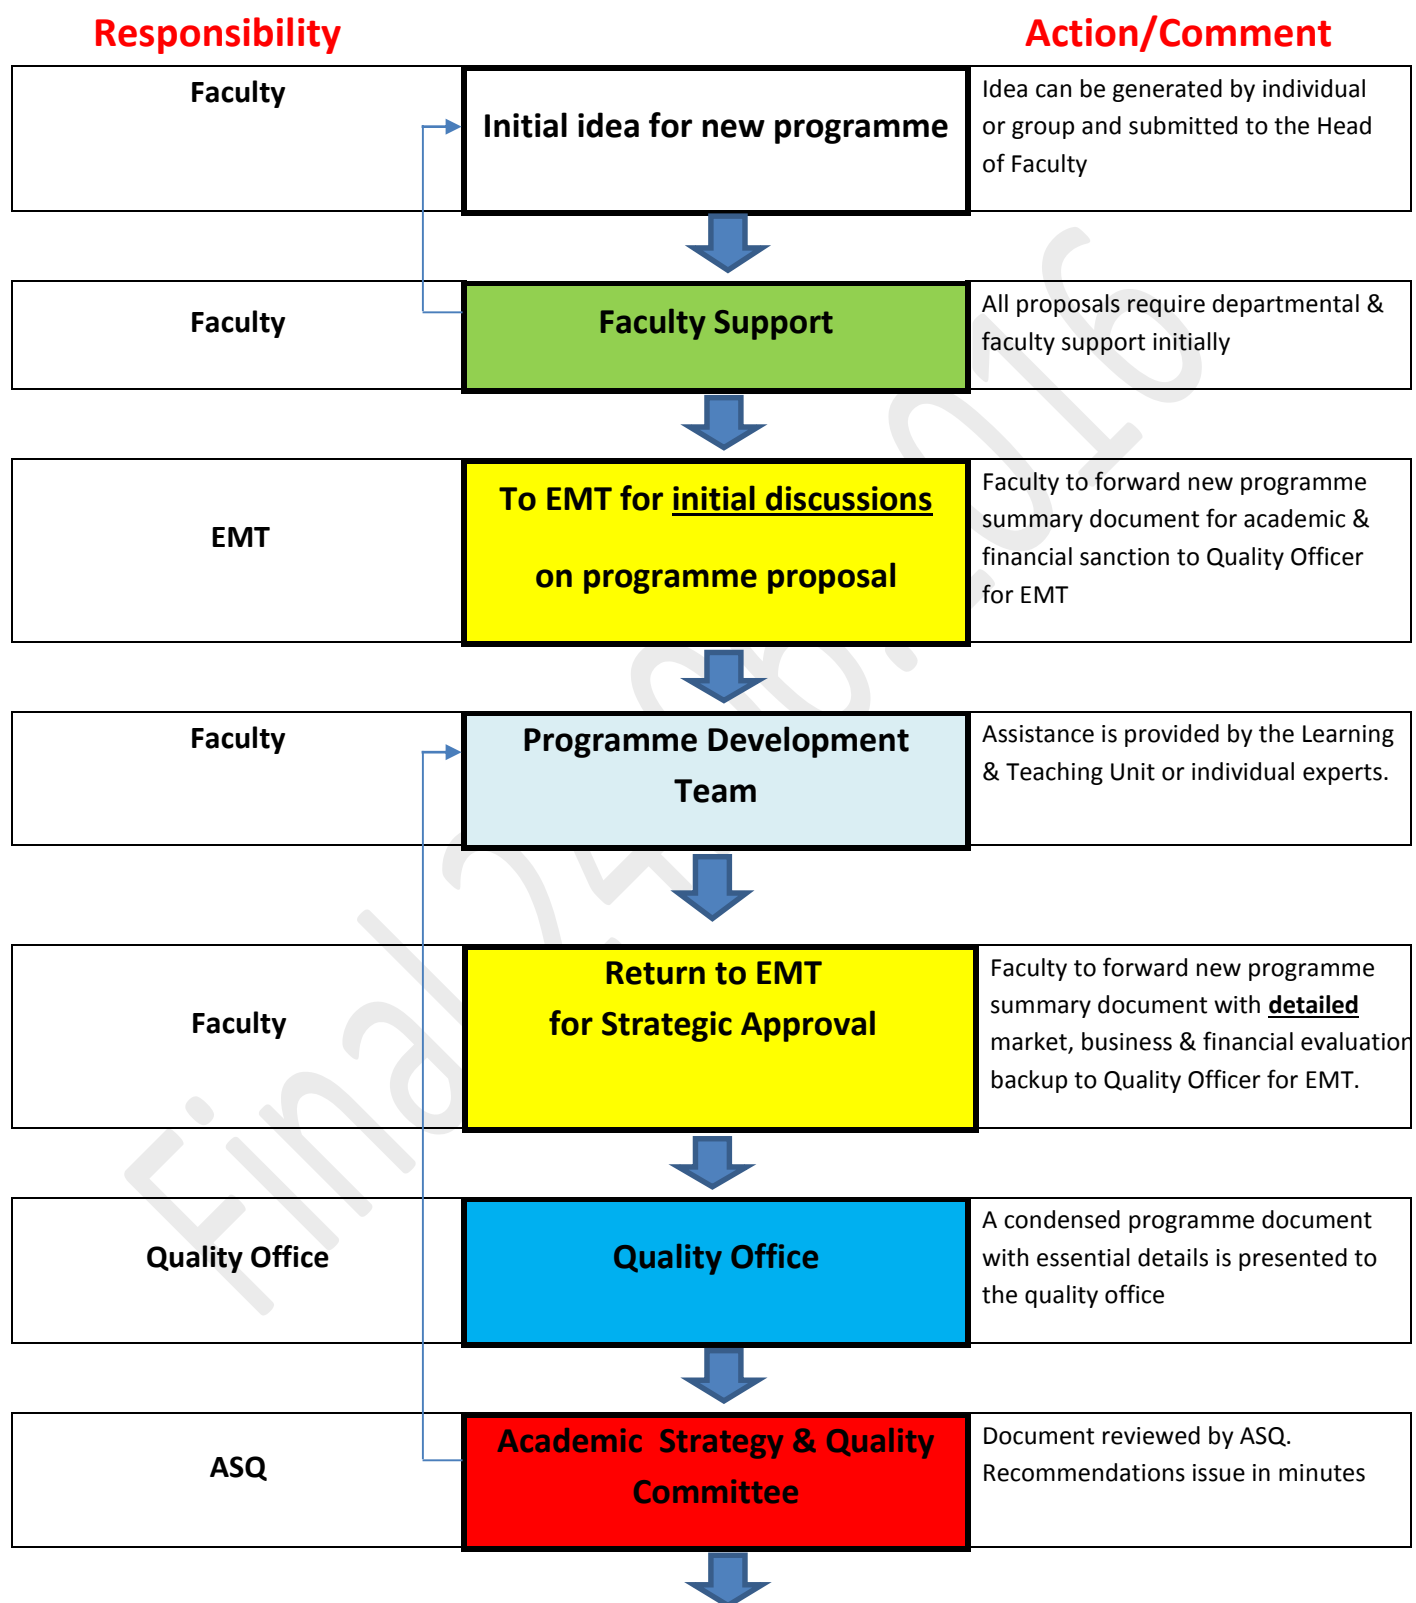 Responsibility
Action/Comment
Faculty
Initial idea for new programme
Idea can be generated by individual
or group and submitted to the Head
of Faculty
Faculty
Faculty Support
All proposals require departmental &
faculty support initially
EMT
To EMT for initial discussions
on programme proposal
Faculty to forward new programme
summary document for academic &
financial sanction to Quality Officer
for EMT
Faculty
Programme Development
Team
Assistance is provided by the Learning
& Teaching Unit or individual experts.
Faculty
Return to EMT
for Strategic Approval
Faculty to forward new programme
summary document with detailed
market, business & financial evaluation
backup to Quality Officer for EMT.
Quality Office
Quality Office
A condensed programme document
with essential details is presented to
the quality office
ASQ
Academic Strategy & Quality
Committee
Document reviewed by ASQ.
Recommendations issue in minutes
Final